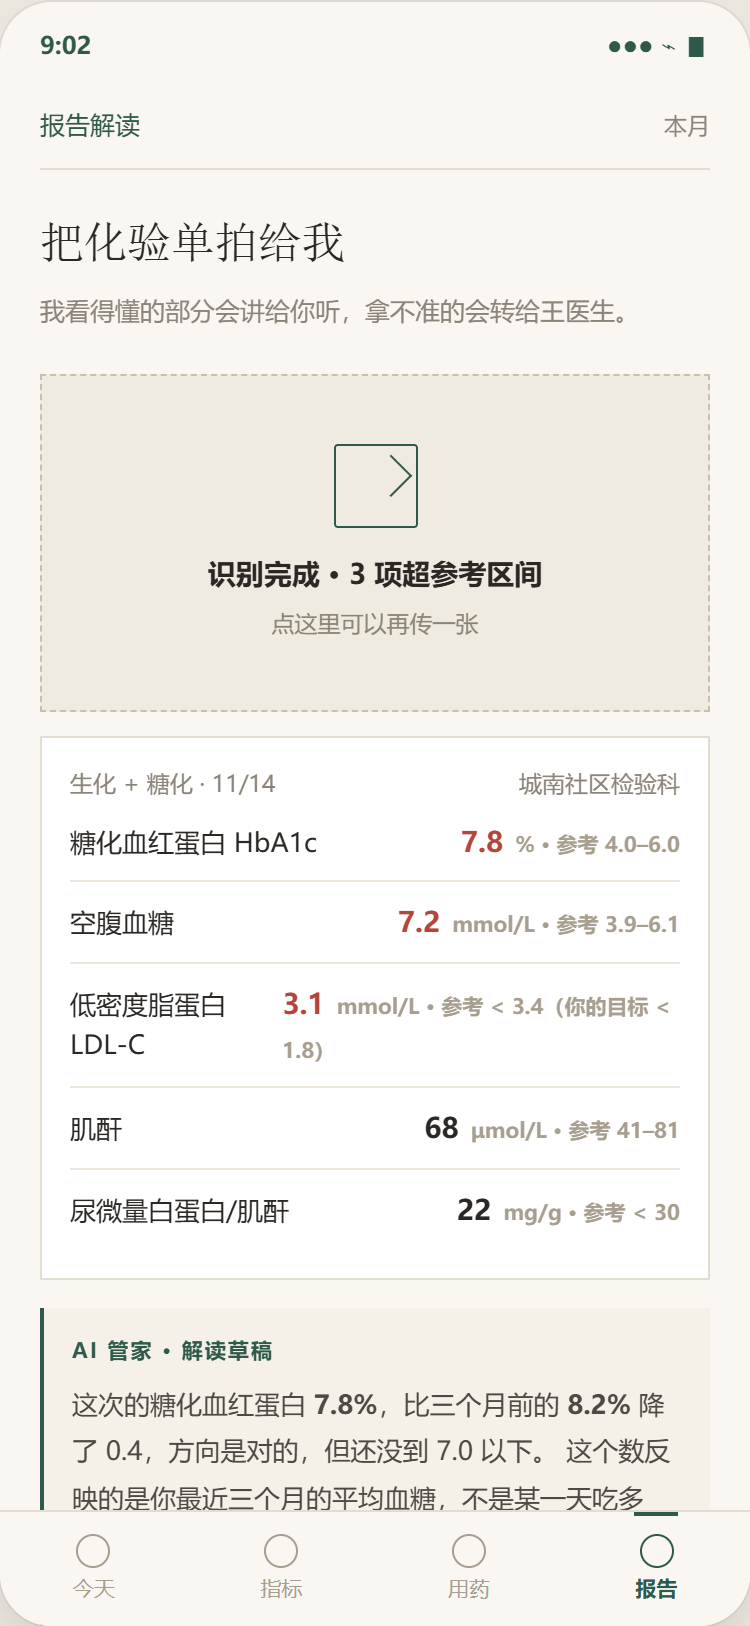 9:02
报告解读 本月
把化验单拍给我
我看得懂的部分会讲给你听，拿不准的会转给王医生。
识别完成 • 3 项超参考区间
点这里可以再传一张
生化 + 糖化 · 11/14 城南社区检验科
糖化血红蛋白 HbA1c 7.8 % • 参考 4.0–6.0
空腹血糖 7.2 mmol/L • 参考 3.9–6.1
低密度脂蛋白 3.1 mmol/L • 参考 < 3.4（你的目标 <
LDL-C 1.8）
肌酐 68 μmol/L • 参考 41–81
尿微量白蛋白/肌酐 22 mg/g • 参考 < 30
AI 管家 • 解读草稿
这次的糖化血红蛋白 7.8%，比三个月前的 8.2% 降
了 0.4，方向是对的，但还没到 7.0 以下。 这个数反
映的是你最近三个月的平均血糖，不是某一天吃多
今天 指标 用药 报告